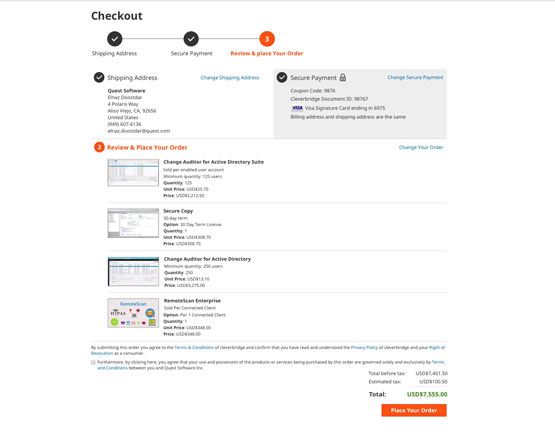 Checkout
3
Shipping Address
Secure Payment
Review & place Your Order
Shipping Address
Change Shipping Address
Quest Software
Elnaz Doostdar
4 Polaris Way
Aliso Viejo, CA, 92656
United States
(949) 607-6136
elnaz.doostdar@quest.com
Secure Payment
Change Secure Payment
Coupon Code: 9876
Cleverbridge Document ID: 98767
VISA Visa Signature Card ending in 6975
Billing address and shipping address are the same
3 Review & Place Your Order
Change Your Order
Change Auditor for Active Directory Suite
Sold per enabled user account
Minimum quantity: 125 users
Quantity: 125
Unit Price: USD$25.70
Price: USD$3,212.50
Secure Copy
30-day term
Option: 30 Day Term License
Quantity: 1
Unit Price: USD$308.70
Price: USD$308.70
Change Auditor for Active Directory
Minimum quantity: 250 users
Quantity: 250
Unit Price: USD$13.10
Price: USD$3,275.00
RemoteScan
HIPAA
RemoteScan Enterprise
Sold Per Connected Client
Option: Per 1 Connected Client
Quantity: 1
Unit Price: USD$348.00
Price: USD$348.00
By submitting this order you agree to the Terms & Conditions of cleverbridge and confirm that you have read and understood the Privacy Policy of cleverbridge and your Right of
Revocation as a consumer.
Furthermore, by clicking here, you agree that your use and possession of the products or services being purchased by this order are governed solely and exclusively by Terms
and Conditions between you and Quest Software Inc.
Total before tax: USD$7,451.50
Estimated tax: USD$100.50
Total: USD$7,555.00
Place Your Order